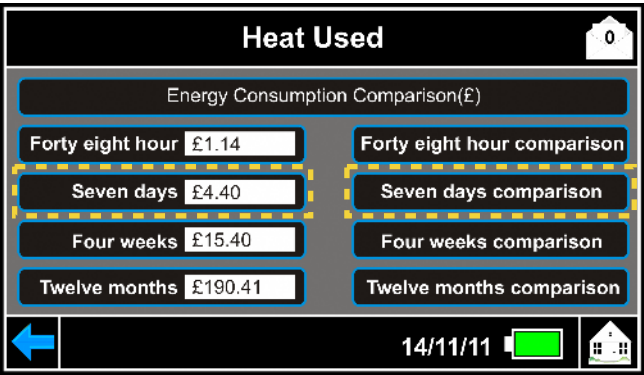 Heat Used
0
Energy Consumption Comparison(£)
Forty eight hour £1.14 Forty eight hour comparison
Seven days £4.40 Seven days comparison
Four weeks £15.40 Four weeks comparison
Twelve months £190.41 Twelve months comparison
14/11/11